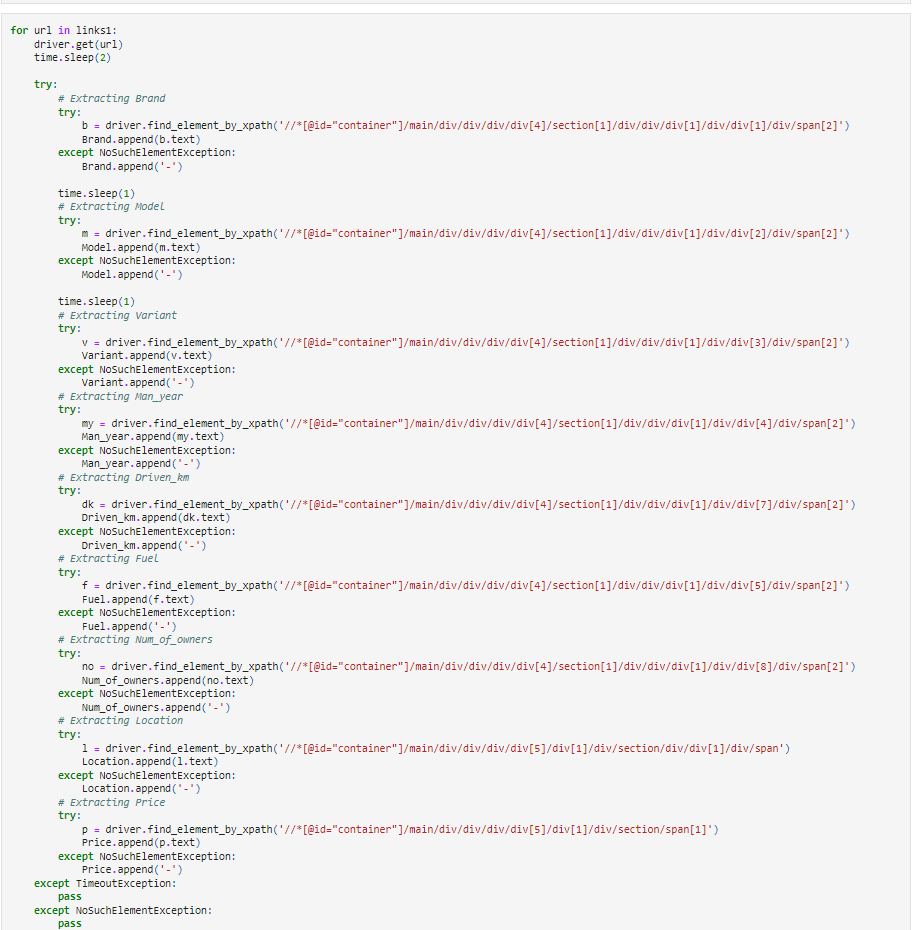 for url in links1:
    driver.get(url)
    time.sleep(2)

    try:
        # Extracting Brand
        try:
            b = driver.find_element_by_xpath('//*[@id="container"]/main/div/div/div/div[4]/section[1]/div/div/div[1]/div/div[1]/div/span[2]')
            Brand.append(b.text)
        except NoSuchElementException:
            Brand.append('-')

        time.sleep(1)
        # Extracting Model
        try:
            m = driver.find_element_by_xpath('//*[@id="container"]/main/div/div/div/div[4]/section[1]/div/div/div[1]/div/div[2]/div/span[2]')
            Model.append(m.text)
        except NoSuchElementException:
            Model.append('-')

        time.sleep(1)
        # Extracting Variant
        try:
            v = driver.find_element_by_xpath('//*[@id="container"]/main/div/div/div/div[4]/section[1]/div/div/div[1]/div/div[3]/div/span[2]')
            Variant.append(v.text)
        except NoSuchElementException:
            Variant.append('-')
        # Extracting Man_year
        try:
            my = driver.find_element_by_xpath('//*[@id="container"]/main/div/div/div/div[4]/section[1]/div/div/div[1]/div/div[4]/div/span[2]')
            Man_year.append(my.text)
        except NoSuchElementException:
            Man_year.append('-')
        # Extracting Driven_km
        try:
            dk = driver.find_element_by_xpath('//*[@id="container"]/main/div/div/div/div[4]/section[1]/div/div/div[1]/div/div[7]/div/span[2]')
            Driven_km.append(dk.text)
        except NoSuchElementException:
            Driven_km.append('-')
        # Extracting Fuel
        try:
            f = driver.find_element_by_xpath('//*[@id="container"]/main/div/div/div/div[4]/section[1]/div/div/div[1]/div/div[5]/div/span[2]')
            Fuel.append(f.text)
        except NoSuchElementException:
            Fuel.append('-')
        # Extracting Num_of_owners
        try:
            no = driver.find_element_by_xpath('//*[@id="container"]/main/div/div/div/div[4]/section[1]/div/div/div[1]/div/div[8]/div/span[2]')
            Num_of_owners.append(no.text)
        except NoSuchElementException:
            Num_of_owners.append('-')
        # Extracting Location
        try:
            l = driver.find_element_by_xpath('//*[@id="container"]/main/div/div/div/div[5]/div[1]/div/section/div/div[1]/div/span')
            Location.append(l.text)
        except NoSuchElementException:
            Location.append('-')
        # Extracting Price
        try:
            p = driver.find_element_by_xpath('//*[@id="container"]/main/div/div/div/div[5]/div[1]/div/section/span[1]')
            Price.append(p.text)
        except NoSuchElementException:
            Price.append('-')
    except TimeoutException:
        pass
    except NoSuchElementException:
        pass